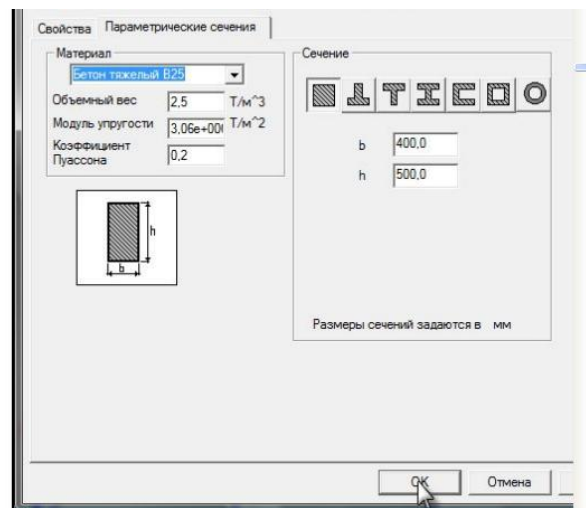 Свойства Параметрические сечения
Материал
Бетон тяжелый B25
Объемный вес 2,5 Т/м^3
Модуль упругости 3,06e+00 Т/м^2
Коэффициент
Пуассона 0,2
h
b
Сечение
b 400,0
h 500,0
Размеры сечений задаются в мм
OK Отмена